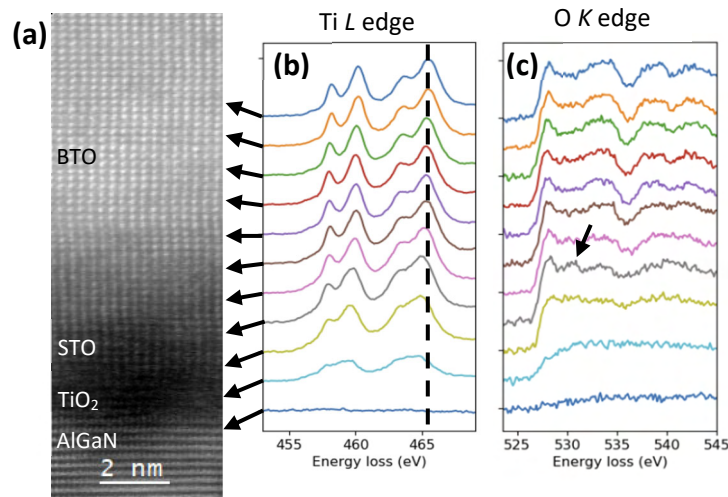 Ti L edge
O K edge
(a)
(b)
(c)
BTO
STO
TiO₂
AlGaN
2 nm
455 460 465
Energy loss (eV)
525 530 535 540 545
Energy loss (eV)